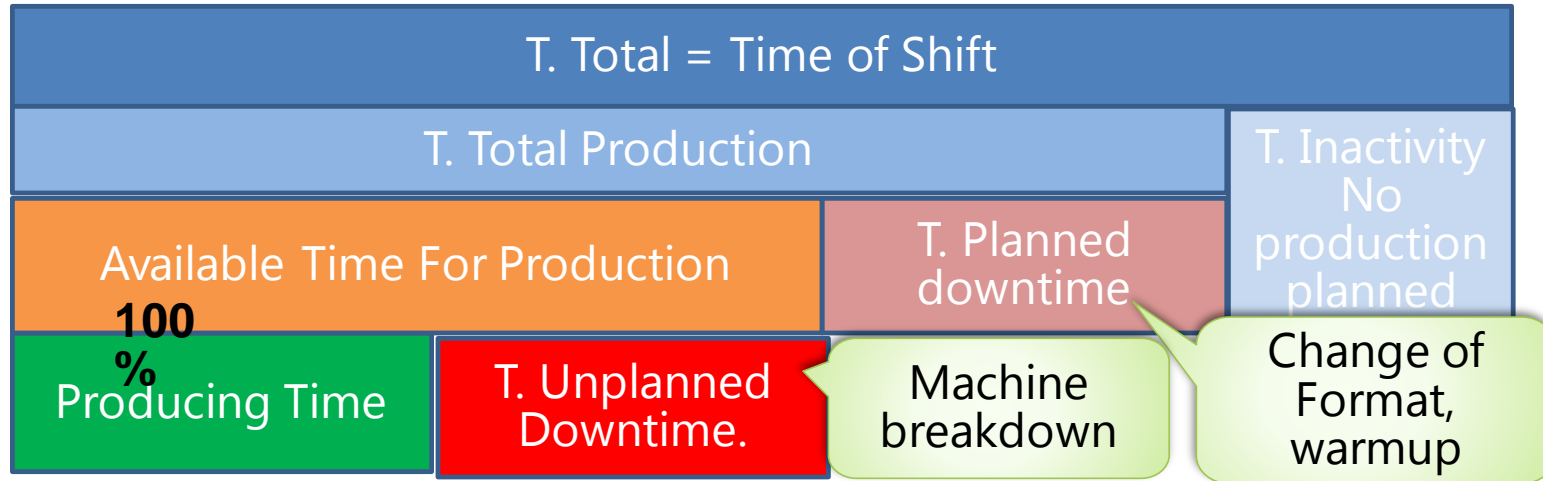 T. Total = Time of Shift
T. Total Production
T. Inactivity
No
production
planned
Available Time For Production
T. Planned
downtime
100
%
Producing Time
T. Unplanned
Downtime.
Machine
breakdown
Change of
Format,
warmup